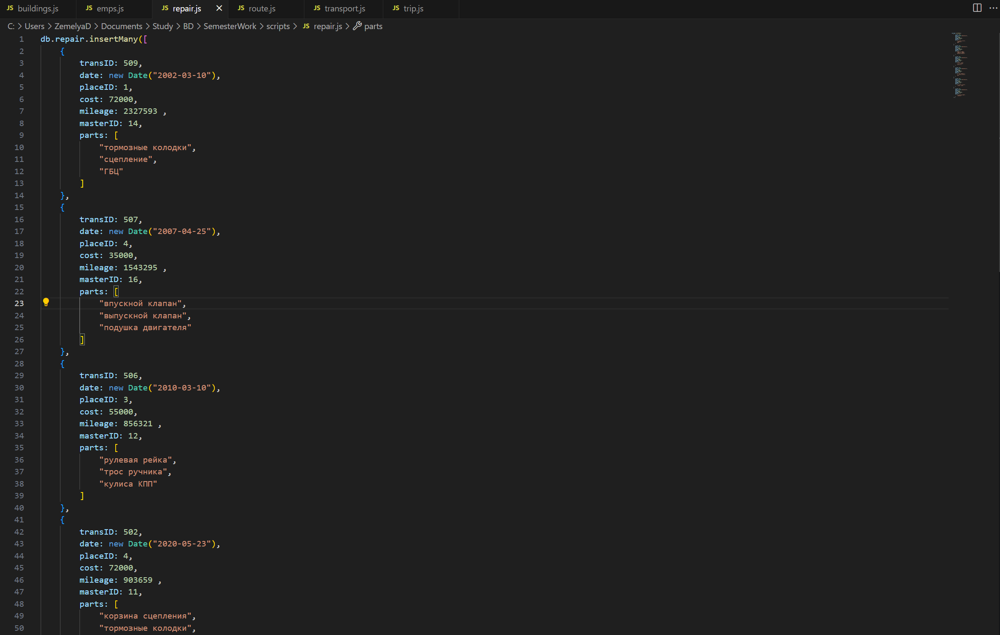 JS buildings.js JS emps.js JS repair.js × JS route.js JS transport.js JS trip.js
C: > Users > ZemelyaD > Documents > Study > BD > SemesterWork > scripts > JS repair.js > parts
1 db.repair.insertMany([
2 {
3 transID: 509,
4 date: new Date("2002-03-10"),
5 placeID: 1,
6 cost: 72000,
7 mileage: 2327593 ,
8 masterID: 14,
9 parts: [
10 "тормозные колодки",
11 "сцепление",
12 "ГБЦ"
13 ]
14 },
15 {
16 transID: 507,
17 date: new Date("2007-04-25"),
18 placeID: 4,
19 cost: 35000,
20 mileage: 1543295 ,
21 masterID: 16,
22 parts: [
23 "впускной клапан",
24 "выпускной клапан",
25 "подушка двигателя"
26 ]
27 },
28 {
29 transID: 506,
30 date: new Date("2010-03-10"),
31 placeID: 3,
32 cost: 55000,
33 mileage: 856321 ,
34 masterID: 12,
35 parts: [
36 "рулевая рейка",
37 "трос ручника",
38 "кулиса КПП"
39 ]
40 },
41 {
42 transID: 502,
43 date: new Date("2020-05-23"),
44 placeID: 4,
45 cost: 72000,
46 mileage: 903659 ,
47 masterID: 11,
48 parts: [
49 "корзина сцепления",
50 "тормозные колодки",